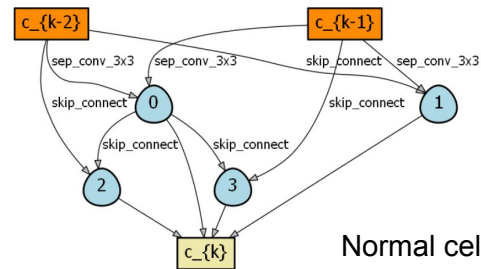 c_{k-2} c_{k-1}
sep_conv_3x3 sep_conv_3x3 skip_connect sep_conv_3x3
skip_connect 0 skip_connect 1
skip_connect skip_connect
2 3
c_{k} Normal cel